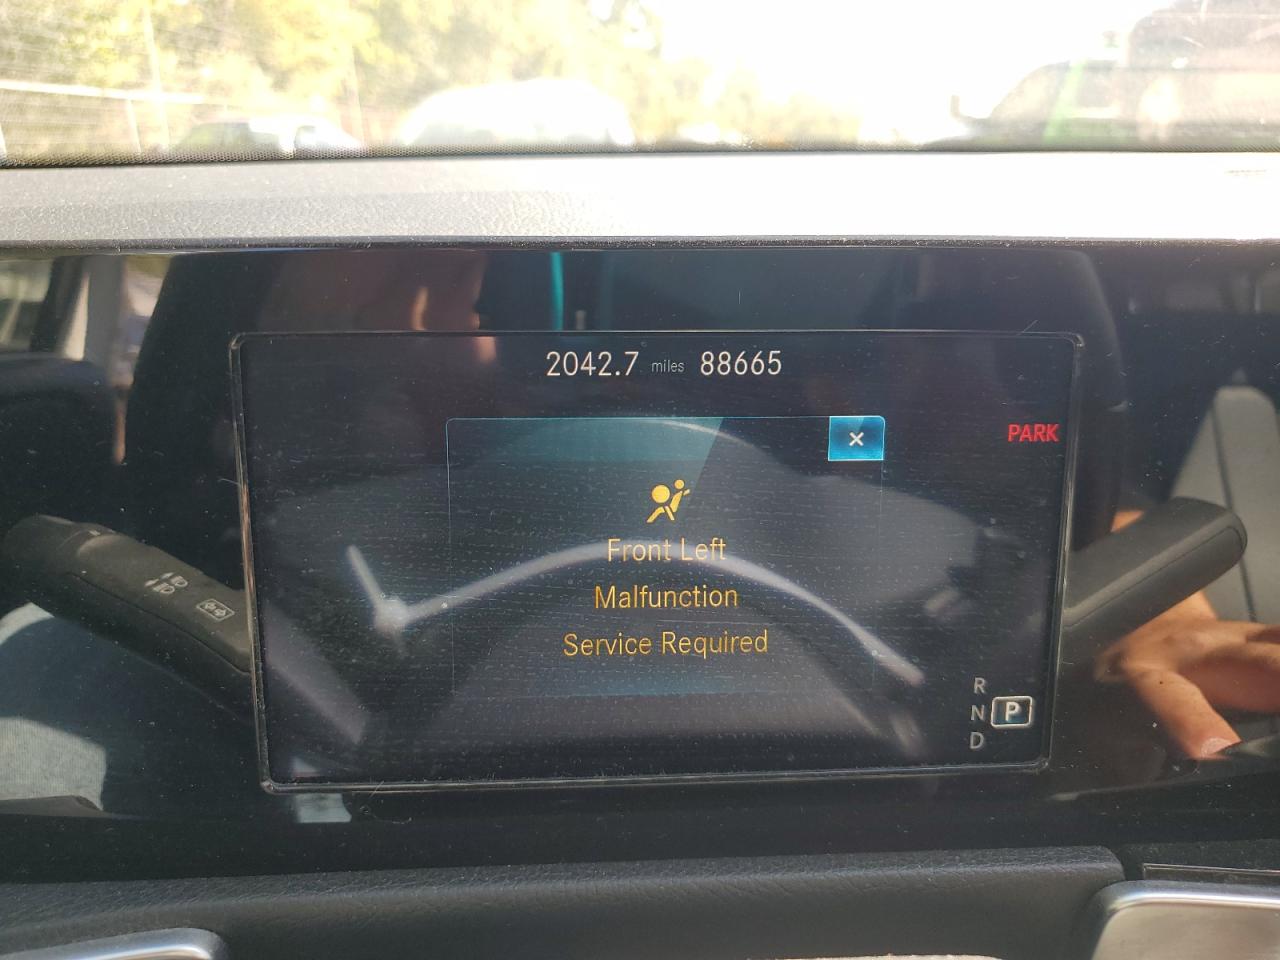 2042.7 miles 88665
×
PARK
Front Left
Malfunction
Service Required
R
N P
D